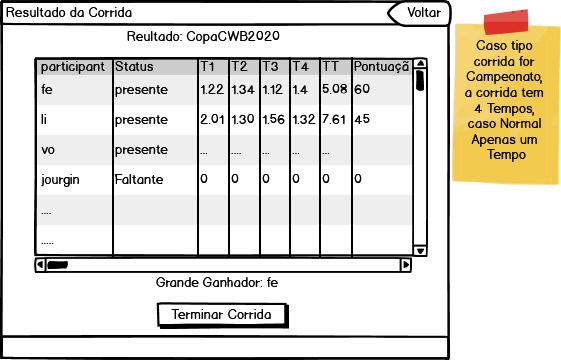 Resultado da Corrida
Voltar
Reultado: CopaCWB2020
participant Status T1 T2 T3 T4 TT Pontuaçã
fe presente 1.22 1.34 1.12 1.4 5.08 60
li presente 2.01 1.30 1.56 1.32 7.61 45
vo presente ... ... ... ... ...
jourgin Faltante 0 0 0 0 0 0
....
.....
Grande Ganhador: fe
Terminar Corrida
Caso tipo
corrida for
Campeonato,
a corrida tem
4 Tempos,
caso Normal
Apenas um
Tempo